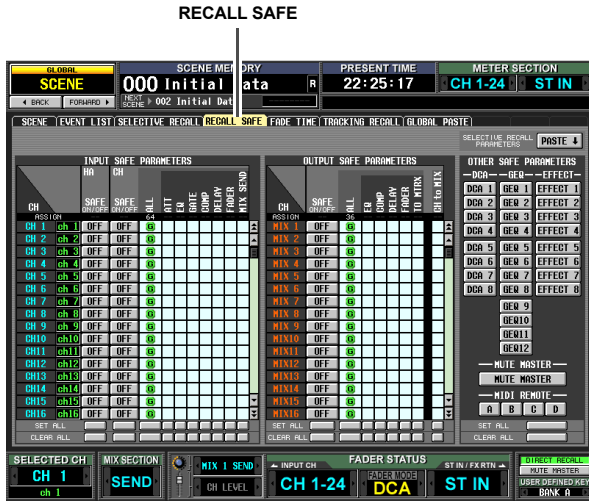 RECALL SAFE
GLOBAL
SCENE
BACK FORWARD
SCENE MEMORY
000 Initial Data R
NEXT SCENE 002 Initial Data
PRESENT TIME
22:25:17
METER SECTION
CH 1-24 ST IN
SCENE EVENT LIST SELECTIVE RECALL RECALL SAFE FADE TIME TRACKING RECALL GLOBAL PASTE
SELECTIVE RECALL PARAMETERS PASTE
INPUT SAFE PARAMETERS
HA CH
CH SAFE ON/OFF SAFE ON/OFF ALL ATT EQ GATE COMP DELAY FADER MIX SEND
ASSIGN 64
CH 1 ch 1 OFF OFF G
CH 2 ch 2 OFF OFF G
CH 3 ch 3 OFF OFF G
CH 4 ch 4 OFF OFF G
CH 5 ch 5 OFF OFF G
CH 6 ch 6 OFF OFF G
CH 7 ch 7 OFF OFF G
CH 8 ch 8 OFF OFF G
CH 9 ch 9 OFF OFF G
CH10 ch10 OFF OFF G
CH11 ch11 OFF OFF G
CH12 ch12 OFF OFF G
CH13 ch13 OFF OFF G
CH14 ch14 OFF OFF G
CH15 ch15 OFF OFF G
CH16 ch16 OFF OFF G
SET ALL
CLEAR ALL
OUTPUT SAFE PARAMETERS
CH SAFE ON/OFF ALL EQ COMP DELAY FADER TO MTRX CH to MIX
ASSIGN 36
MIX 1 OFF G
MIX 2 OFF G
MIX 3 OFF G
MIX 4 OFF G
MIX 5 OFF G
MIX 6 OFF G
MIX 7 OFF G
MIX 8 OFF G
MIX 9 OFF G
MIX10 OFF G
MIX11 OFF G
MIX12 OFF G
MIX13 OFF G
MIX14 OFF G
MIX15 OFF G
MIX16 OFF G
SET ALL
CLEAR ALL
OTHER SAFE PARAMETERS
DCA GEQ EFFECT
DCA 1 GEQ 1 EFFECT 1
DCA 2 GEQ 2 EFFECT 2
DCA 3 GEQ 3 EFFECT 3
DCA 4 GEQ 4 EFFECT 4
DCA 5 GEQ 5 EFFECT 5
DCA 6 GEQ 6 EFFECT 6
DCA 7 GEQ 7 EFFECT 7
DCA 8 GEQ 8 EFFECT 8
GEQ 9
GEQ10
GEQ11
GEQ12
MUTE MASTER
MUTE MASTER
MIDI REMOTE
A B C D
SET ALL
CLEAR ALL
SELECTED CH
CH 1
ch 1
MIX SECTION
SEND
MIX 1 SEND
CH LEVEL
FADER STATUS
INPUT CH
CH 1-24
FADER MODE
DCA
ST IN / FX RTN
ST IN
DIRECT RECALL
MUTE MASTER
USER DEFINED KEY
BANK A